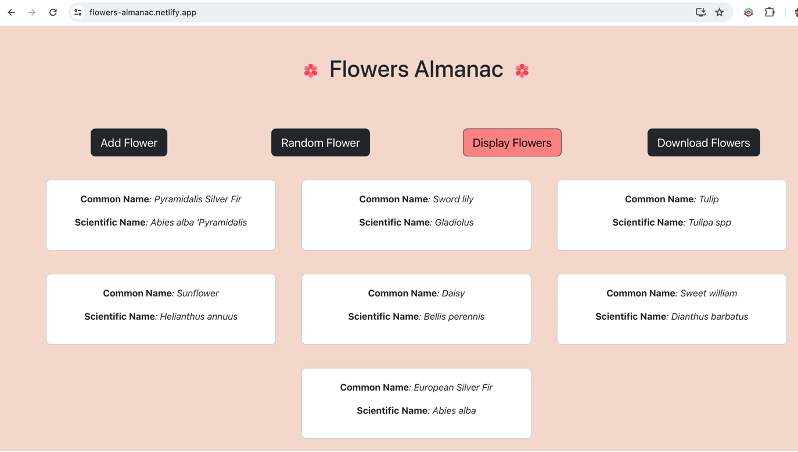 flowers-almanac.netlify.app
Flowers Almanac
Add Flower
Random Flower
Display Flowers
Download Flowers
Common Name: Pyramidalis Silver Fir
Scientific Name: Abies alba 'Pyramidalis
Common Name: Sword lily
Scientific Name: Gladiolus
Common Name: Tulip
Scientific Name: Tulipa spp
Common Name: Sunflower
Scientific Name: Helianthus annuus
Common Name: Daisy
Scientific Name: Bellis perennis
Common Name: Sweet william
Scientific Name: Dianthus barbatus
Common Name: European Silver Fir
Scientific Name: Abies alba